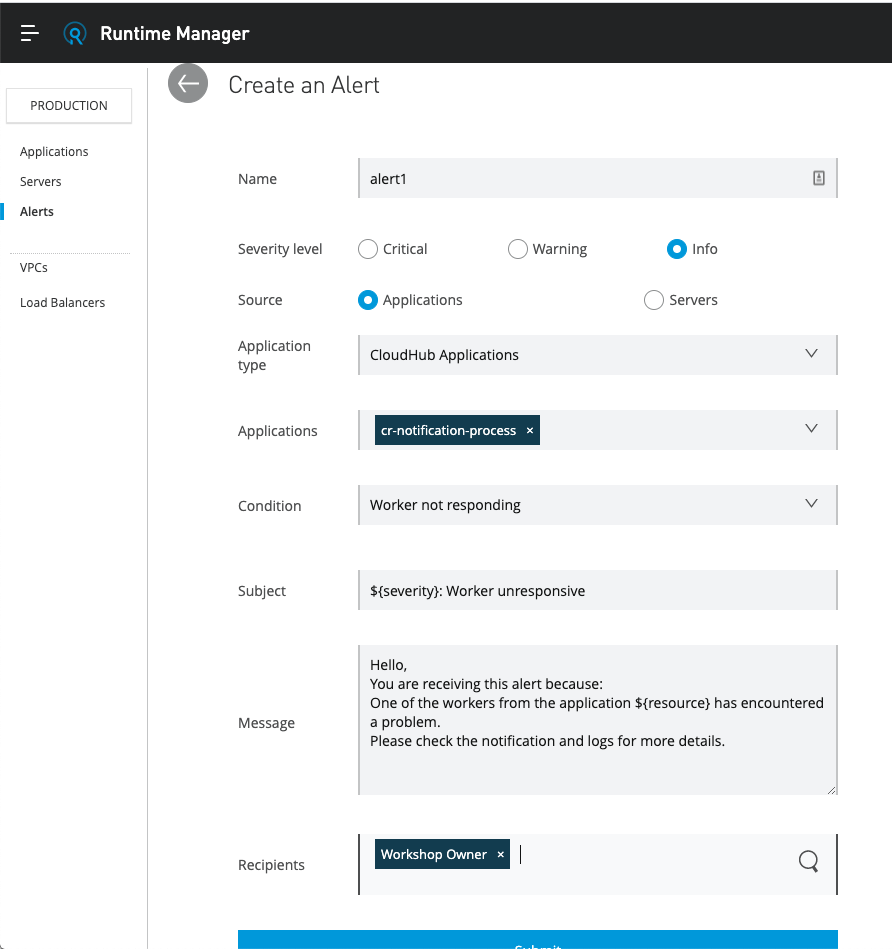 Runtime Manager
PRODUCTION
Applications
Servers
Alerts
VPCs
Load Balancers
Create an Alert
Name
alert1
Severity level
Critical
Warning
Info
Source
Applications
Servers
Application
type
CloudHub Applications
Applications
cr-notification-process ×
Condition
Worker not responding
Subject
${severity}: Worker unresponsive
Message
Hello,
You are receiving this alert because:
One of the workers from the application ${resource} has encountered
a problem.
Please check the notification and logs for more details.
Recipients
Workshop Owner ×
Submit